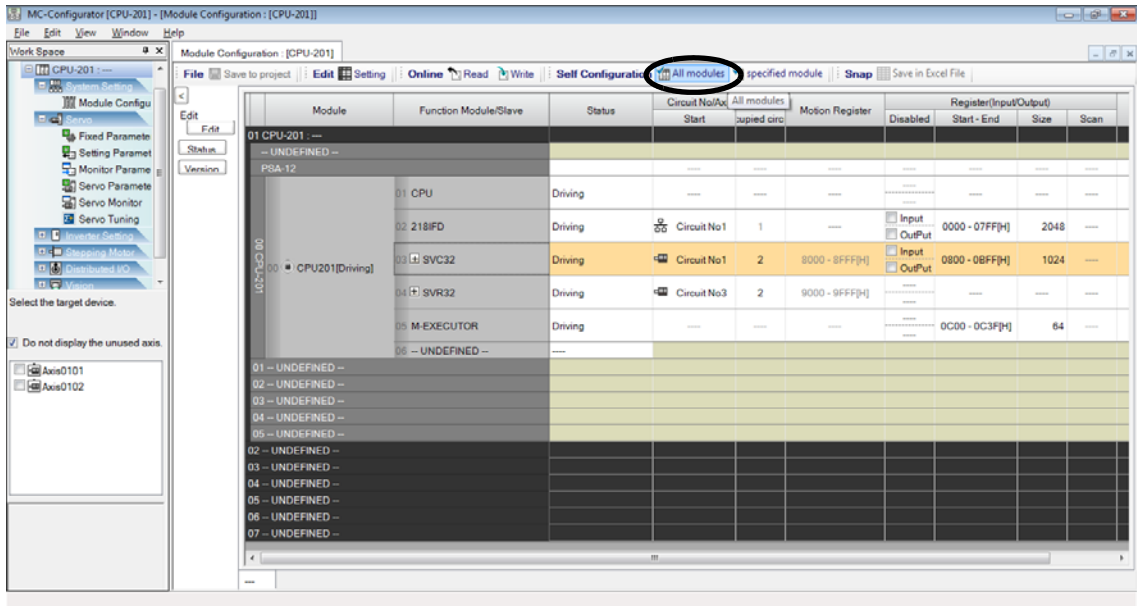 MC-Configurator [CPU-201] - [Module Configuration : [CPU-201]]
File Edit View Window Help
Work Space
CPU-201 : ---
System Setting
Module Configu
Servo
Fixed Paramete
Setting Paramet
Monitor Parame
Servo Paramete
Servo Monitor
Servo Tuning
Inverter Setting
Stepping Motor
Distributed I/O
Vision
Select the target device.
Do not display the unused axis.
Axis0101
Axis0102
Module Configuration : [CPU-201]
File Save to project Edit Setting Online Read Write Self Configuration All modules specified module Snap Save in Excel File
All modules
<
Edit
Edit
Status
Version
Module Function Module/Slave Status Circuit No/Ax Motion Register Register(Input/Output)
Start cupied circ Disabled Start - End Size Scan
01 CPU-201 : ---
-- UNDEFINED --
PSA-12 ---- ---- ---- ---- ---- ---- ----
00 CPU-201
00 CPU201[Driving]
01 CPU Driving ---- ---- ---- ---- ---- ---- ---- ----
02 218IFD Driving Circuit No1 1 ---- Input OutPut 0000 - 07FF[H] 2048 ----
03 SVC32 Driving Circuit No1 2 8000 - 8FFF[H] Input OutPut 0800 - 0BFF[H] 1024 ----
04 SVR32 Driving Circuit No3 2 9000 - 9FFF[H] ---- ---- ---- ---- ----
05 M-EXECUTOR Driving ---- ---- ---- ---- ---- 0C00 - 0C3F[H] 64 ----
06 -- UNDEFINED -- ----
01 -- UNDEFINED --
02 -- UNDEFINED --
03 -- UNDEFINED --
04 -- UNDEFINED --
05 -- UNDEFINED --
02 -- UNDEFINED --
03 -- UNDEFINED --
04 -- UNDEFINED --
05 -- UNDEFINED --
06 -- UNDEFINED --
07 -- UNDEFINED --
---